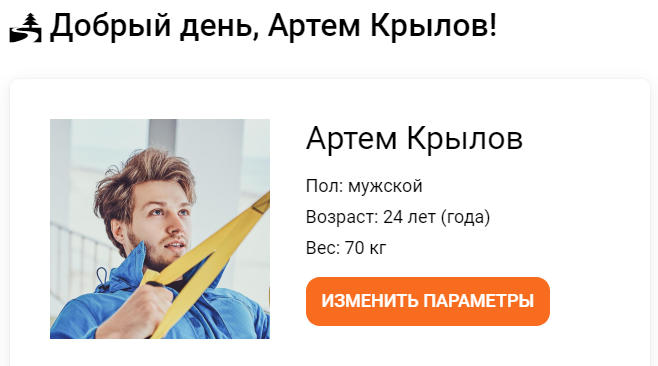 Добрый день, Артем Крылов!
Артем Крылов
Пол: мужской
Возраст: 24 лет (года)
Вес: 70 кг
ИЗМЕНИТЬ ПАРАМЕТРЫ